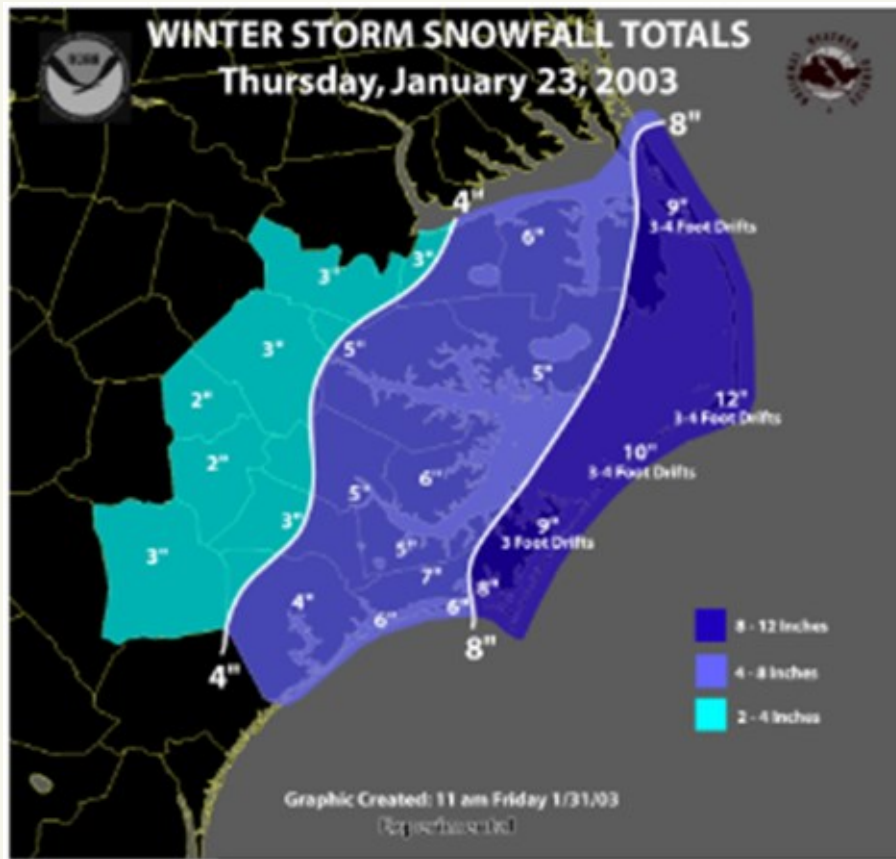 WINTER STORM SNOWFALL TOTALS
Thursday, January 23, 2003
8"
4"
9"
3-4 Foot Drifts
6"
3"
3"
3"
5"
5"
2"
12"
3-4 Foot Drifts
2"
10"
3-4 Foot Drifts
6"
5"
3"
9"
3 Foot Drifts
3"
5"
7"
8"
4"
6"
6"
8"
4"
8 - 12 Inches
4 - 8 Inches
2 - 4 Inches
Graphic Created: 11 am Friday 1/31/03
Experimental